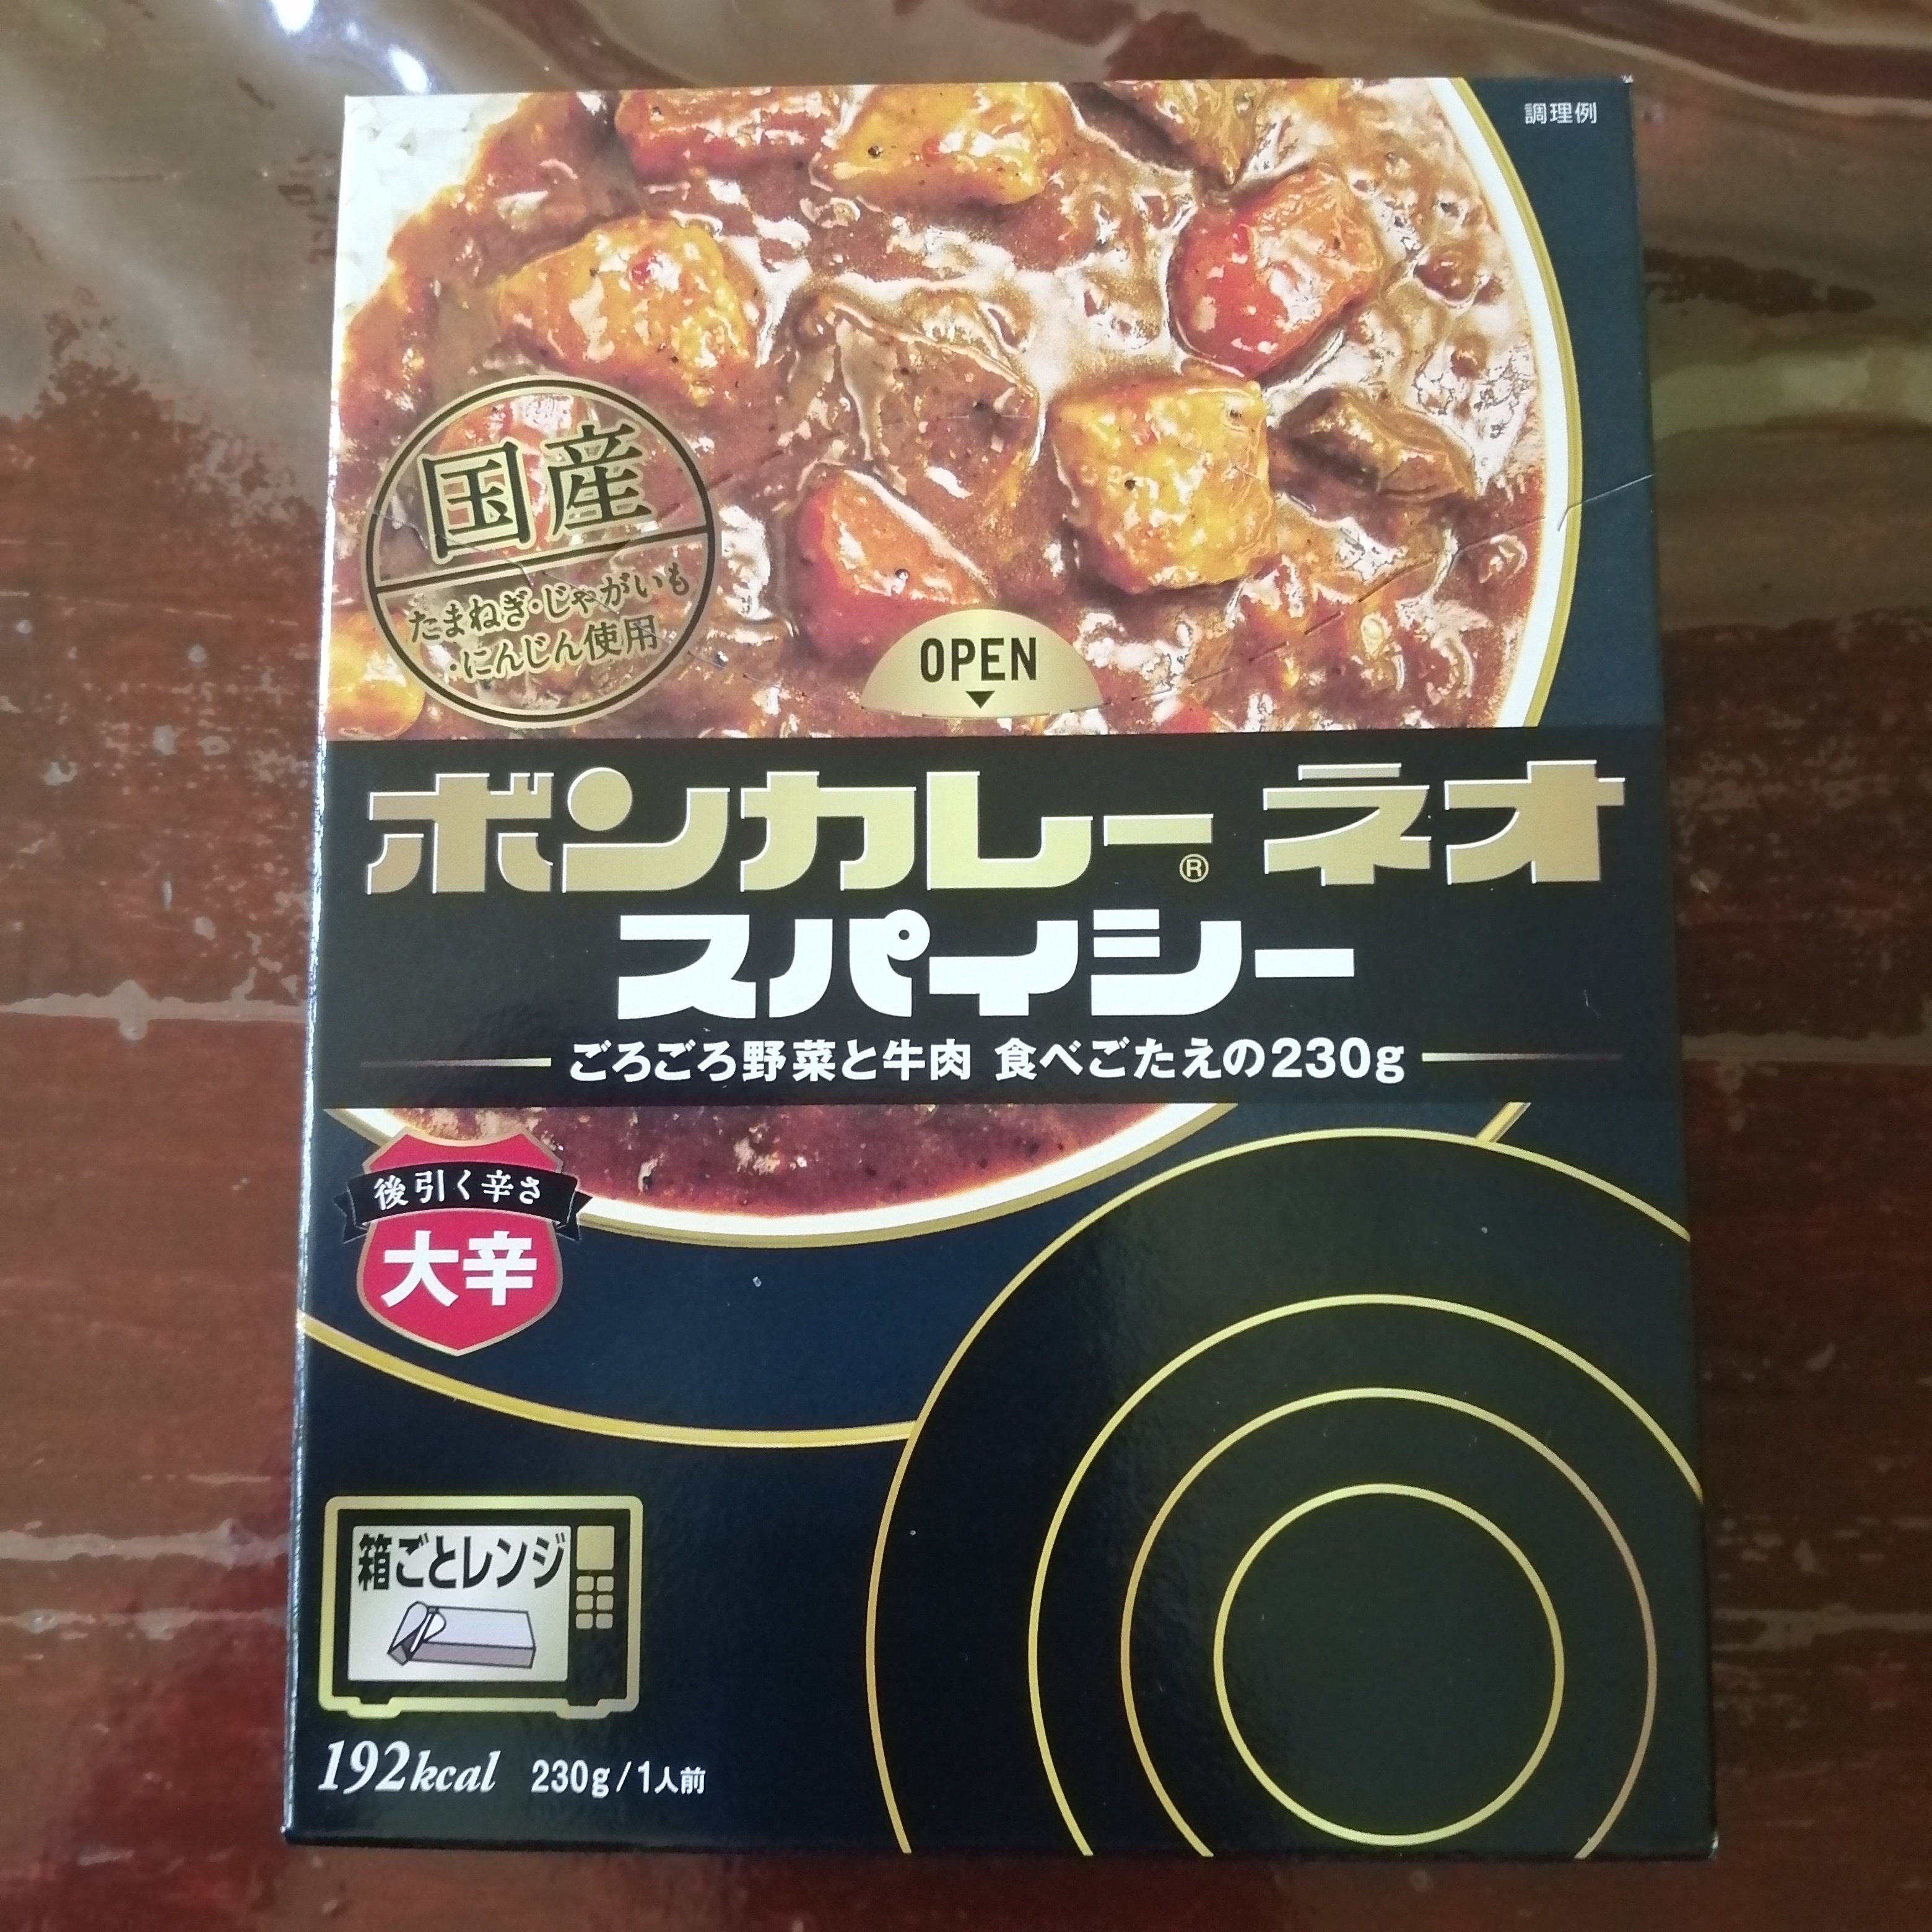 調理例
国産
たまねぎ・じゃがいも
・にんじん使用
OPEN
ボンカレー® ネオ
スパイシー
ごろごろ野菜と牛肉 食べごたえの230g
後引く辛さ
大辛
箱ごとレンジ
192kcal 230g/1人前